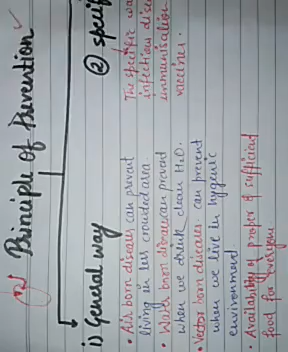 Principle of Prevention
i) General way
• Air born diseases can prevent
living in less crowded area.
• Water born diseases can prevent
when we drink clean H2O.
• Vector born diseases. can prevent
when we live in hygenic
environment
• Availability of proper & sufficient
food for everyone
② specif
The specific wa
infectious dise
immunisation
vaccines.